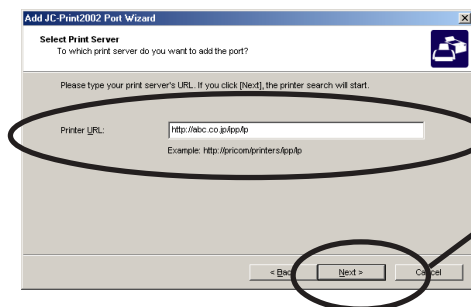 Add JC-Print2002 Port Wizard
Select Print Server
To which print server do you want to add the port?
Please type your print server's URL. If you click [Next], the printer search will start.
Printer URL:
http://abc.co.jp/ipp/lp
Example: http://pricom/printers/ipp/lp
< Back
Next >
Cancel